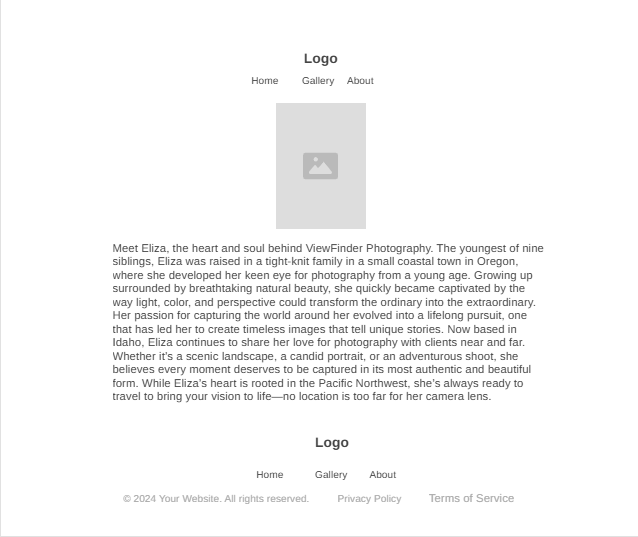 Logo
Home Gallery About
Meet Eliza, the heart and soul behind ViewFinder Photography. The youngest of nine
siblings, Eliza was raised in a tight-knit family in a small coastal town in Oregon,
where she developed her keen eye for photography from a young age. Growing up
surrounded by breathtaking natural beauty, she quickly became captivated by the
way light, color, and perspective could transform the ordinary into the extraordinary.
Her passion for capturing the world around her evolved into a lifelong pursuit, one
that has led her to create timeless images that tell unique stories. Now based in
Idaho, Eliza continues to share her love for photography with clients near and far.
Whether it’s a scenic landscape, a candid portrait, or an adventurous shoot, she
believes every moment deserves to be captured in its most authentic and beautiful
form. While Eliza’s heart is rooted in the Pacific Northwest, she’s always ready to
travel to bring your vision to life—no location is too far for her camera lens.
Logo
Home Gallery About
© 2024 Your Website. All rights reserved. Privacy Policy Terms of Service